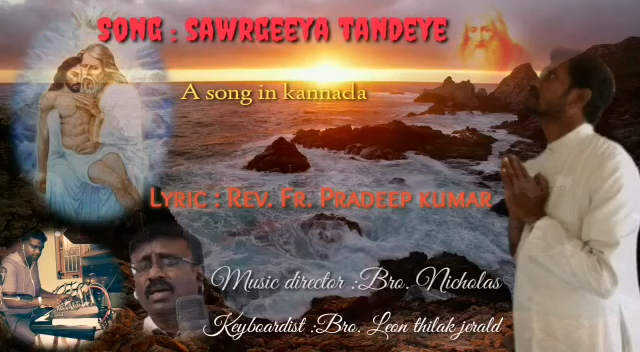 SONG : SAWRGEEYA TANDEYE
A song in kannada
LYRIC : REV. FR. PRADEEP KUMAR
Music director :Bro. Nicholas
Keyboardist :Bro. Leon thilak jerald